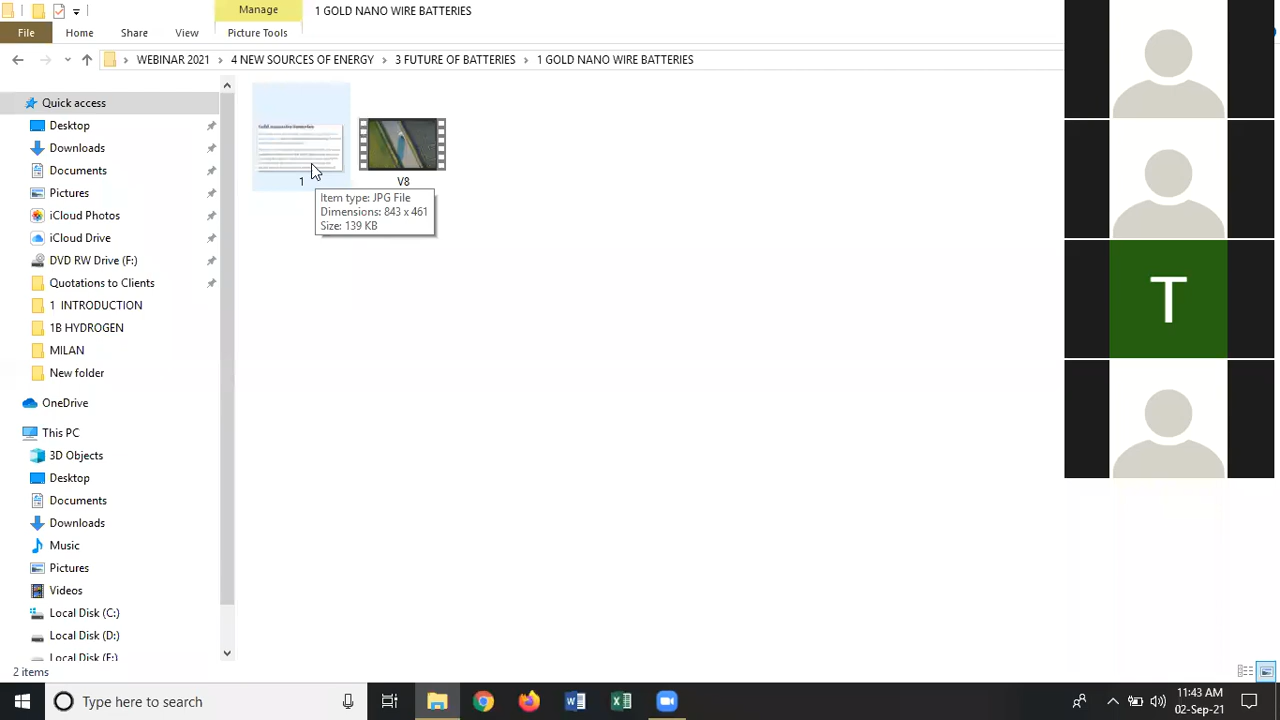 Manage
1 GOLD NANO WIRE BATTERIES
File
Home
Share
View
Picture Tools
WEBINAR 2021
4 NEW SOURCES OF ENERGY
3 FUTURE OF BATTERIES
1 GOLD NANO WIRE BATTERIES
Quick access
Desktop
Downloads
Documents
Pictures
iCloud Photos
iCloud Drive
DVD RW Drive (F:)
Quotations to Clients
1 INTRODUCTION
1B HYDROGEN
MILAN
New folder
OneDrive
This PC
3D Objects
Desktop
Documents
Downloads
Music
Pictures
Videos
Local Disk (C:)
Local Disk (D:)
Local Disk (E:)
1
V8
Item type: JPG File
Dimensions: 843 x 461
Size: 139 KB
T
2 items
Type here to search
11:43 AM
02-Sep-21